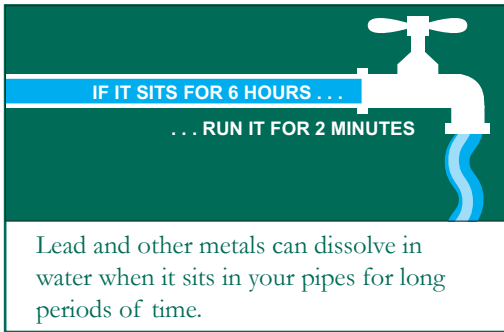 IF IT SITS FOR 6 HOURS . . .
. . . RUN IT FOR 2 MINUTES
Lead and other metals can dissolve in
water when it sits in your pipes for long
periods of time.